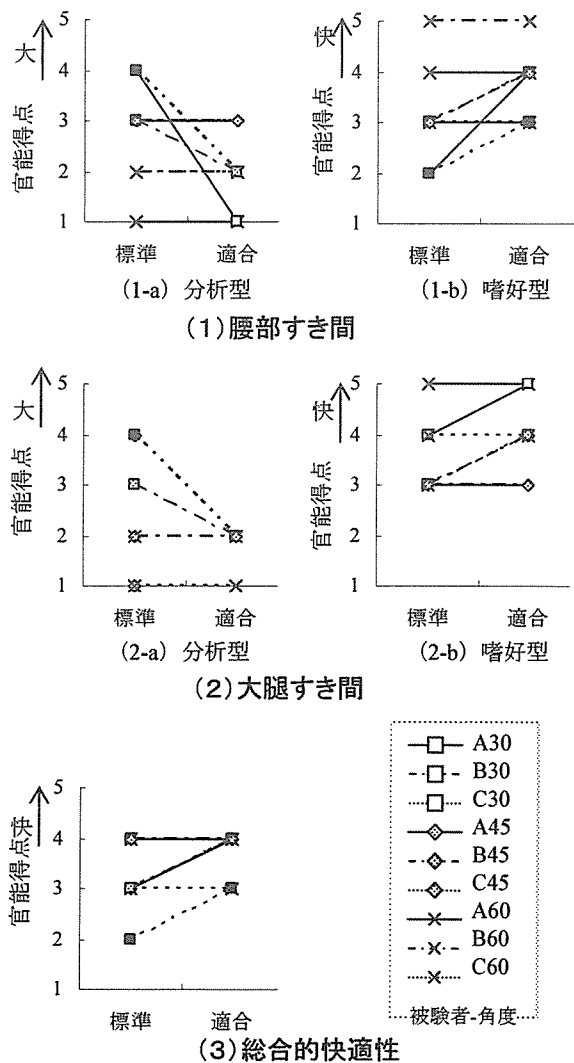 大
快
官能得点
5
4
3
2
1
標準 適合
官能得点
5
4
3
2
1
標準 適合
(1-a) 分析型
(1-b) 嗜好型
(1)腰部すき間
大
快
官能得点
5
4
3
2
1
標準 適合
官能得点
5
4
3
2
1
標準 適合
(2-a) 分析型
(2-b) 嗜好型
(2)大腿すき間
快
官能得点
5
4
3
2
1
標準 適合
A30
B30
C30
A45
B45
C45
A60
B60
C60
被験者-角度
(3)総合的快適性